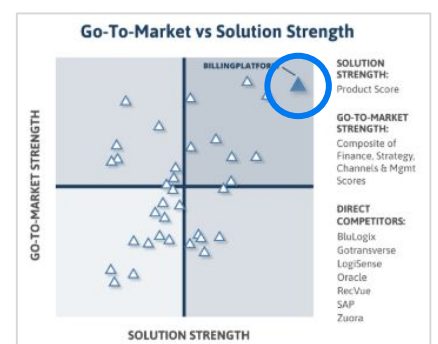 Go-To-Market vs Solution Strength
BILLINGPLATFORM
GO-TO-MARKET STRENGTH
SOLUTION STRENGTH
SOLUTION
STRENGTH:
Product Score
GO-TO-MARKET
STRENGTH:
Composite of
Finance, Strategy,
Channels & Mgmt
Scores
DIRECT
COMPETITORS:
BluLogix
Gotransverse
LogiSense
Oracle
RecVue
SAP
Zuora